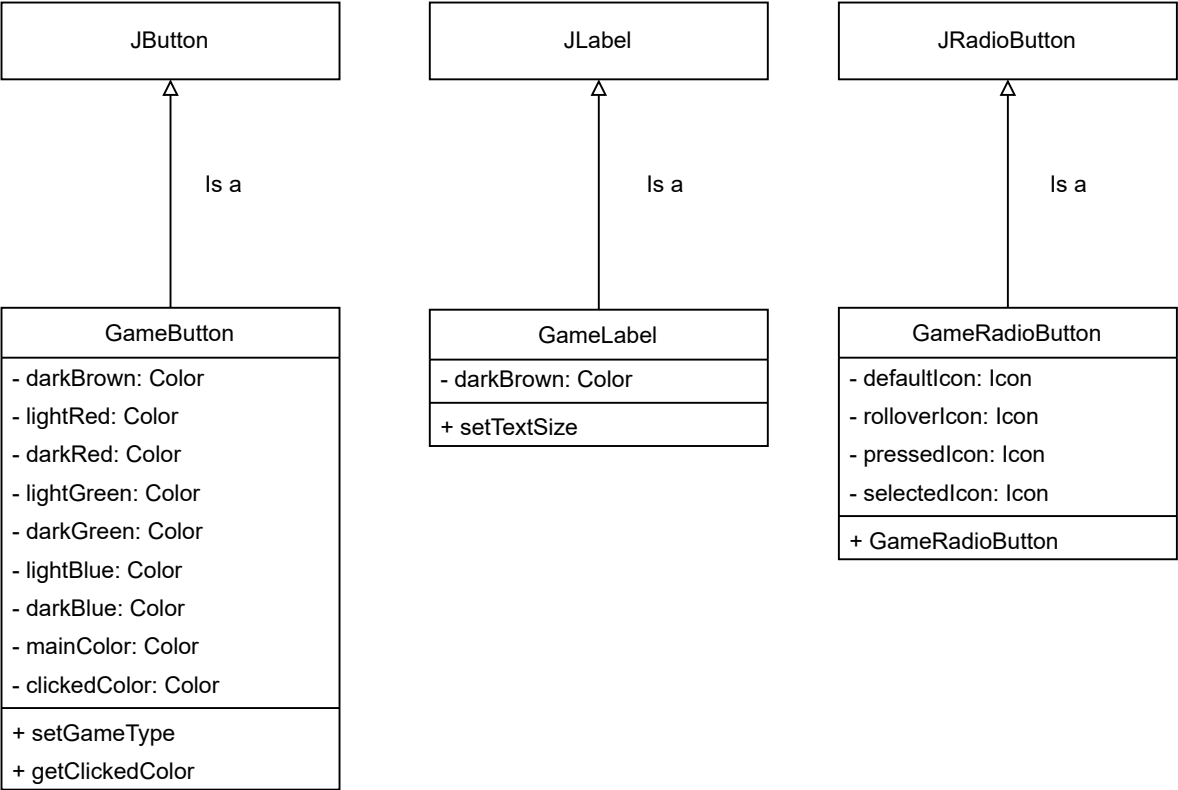 JButton
JLabel
JRadioButton
Is a
Is a
Is a
GameButton
- darkBrown: Color
- lightRed: Color
- darkRed: Color
- lightGreen: Color
- darkGreen: Color
- lightBlue: Color
- darkBlue: Color
- mainColor: Color
- clickedColor: Color
+ setGameType
+ getClickedColor
GameLabel
- darkBrown: Color
+ setTextSize
GameRadioButton
- defaultIcon: Icon
- rolloverIcon: Icon
- pressedIcon: Icon
- selectedIcon: Icon
+ GameRadioButton